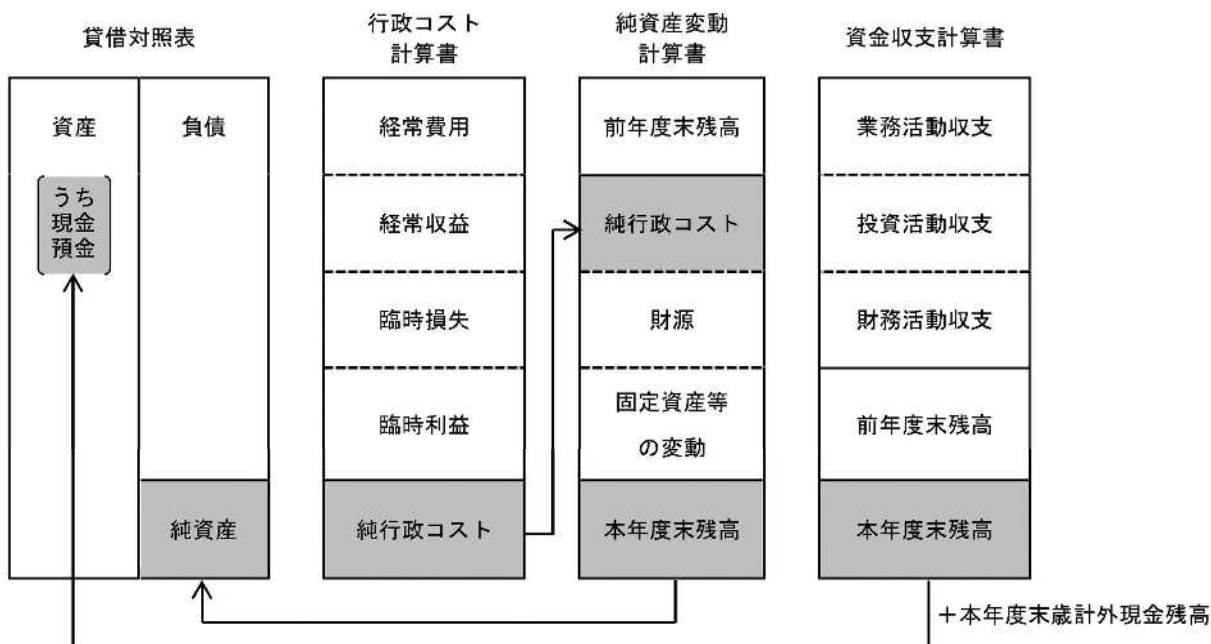 貸借対照表
資産
負債
うち
現金
預金
純資産
行政コスト
計算書
経常費用
経常収益
臨時損失
臨時利益
純行政コスト
純資産変動
計算書
前年度末残高
純行政コスト
財源
固定資産等
の変動
本年度末残高
資金収支計算書
業務活動収支
投資活動収支
財務活動収支
前年度末残高
本年度末残高
＋本年度末歳計外現金残高